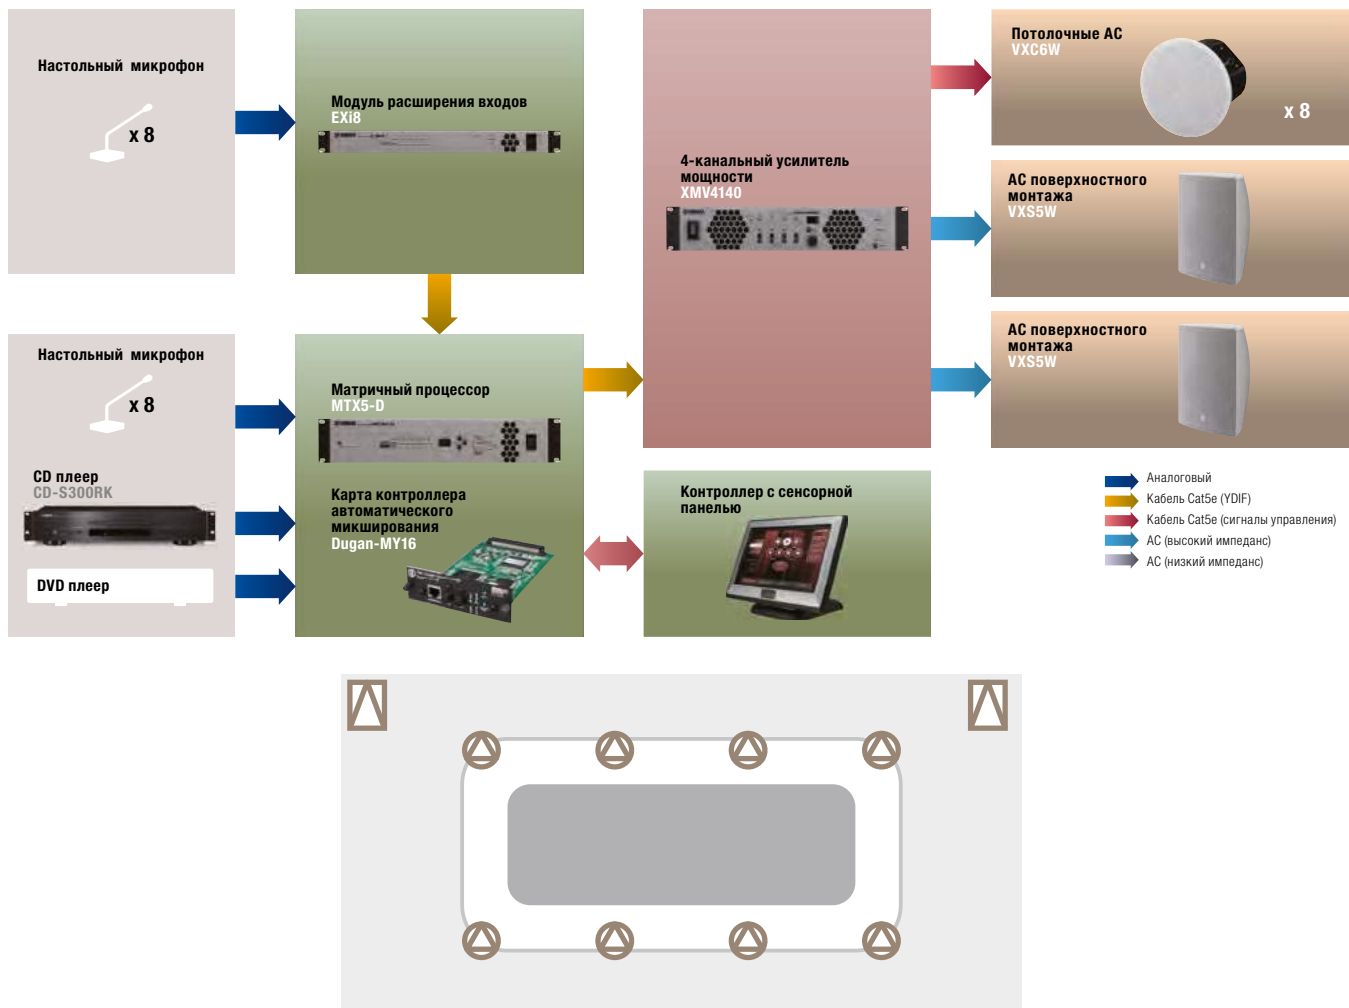 Настольный микрофон
x 8
Модуль расширения входов
EXi8
4-канальный усилитель
мощности
XMV4140
Потолочные АС
VXC6W
x 8
АС поверхностного
монтажа
VXS5W
АС поверхностного
монтажа
VXS5W
Настольный микрофон
x 8
CD плеер
CD-S300RK
DVD плеер
Матричный процессор
MTX5-D
Карта контроллера
автоматического
микширования
Dugan-MY16
Контроллер с сенсорной
панелью
Аналоговый
Кабель Cat5e (YDIF)
Кабель Cat5e (сигналы управления)
АС (высокий импеданс)
АС (низкий импеданс)